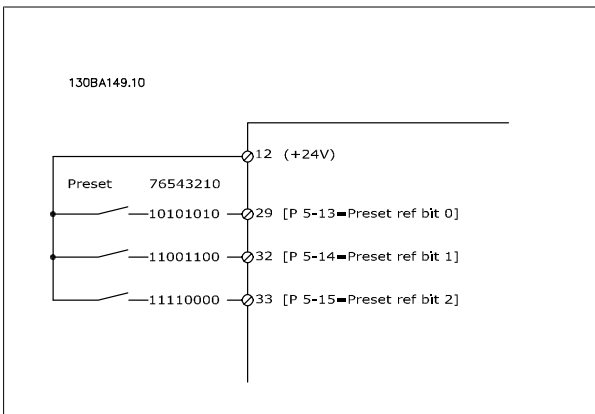 130BA149.10
12 (+24V)
Preset 76543210
10101010 29 [P 5-13=Preset ref bit 0]
11001100 32 [P 5-14=Preset ref bit 1]
11110000 33 [P 5-15=Preset ref bit 2]